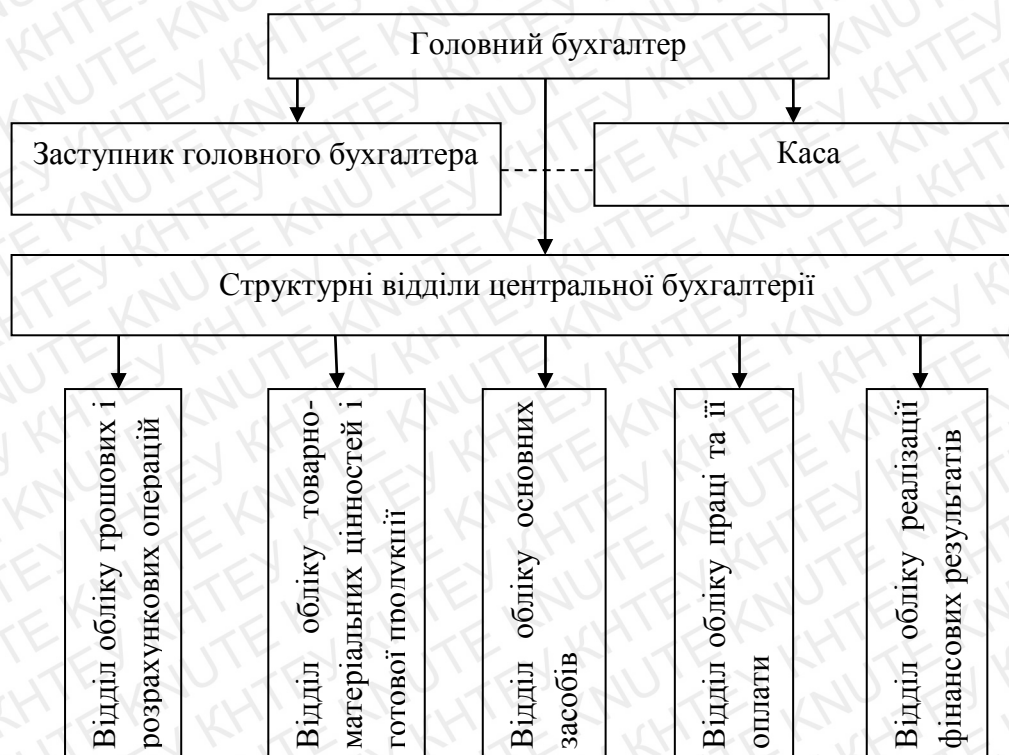 Головний бухгалтер
Заступник головного бухгалтера
Каса
Структурні відділи центральної бухгалтерії
Відділ обліку грошових і
розрахункових операцій
Відділ обліку товарно-
матеріальних цінностей і
готової продукції
Відділ обліку основних
засобів
Відділ обліку праці та її
оплати
Відділ обліку реалізації
фінансових результатів